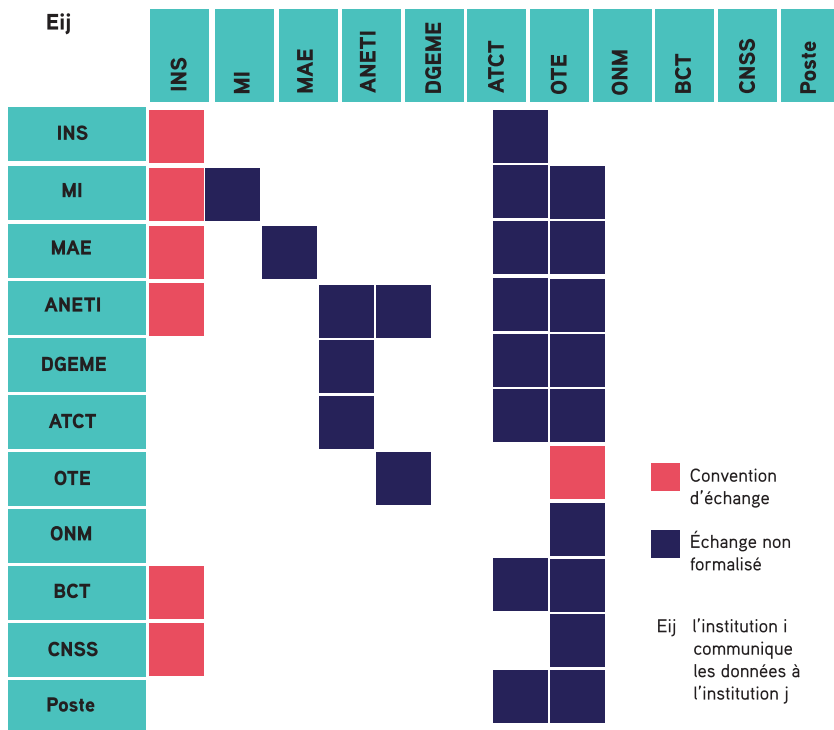 Eij
INS MI MAE ANETI DGEME ATCT OTE ONM BCT CNSS Poste
INS
MI
MAE
ANETI
DGEME
ATCT
OTE
ONM
BCT
CNSS
Poste
Convention
d'échange
Échange non
formalisé
Eij l'institution i
communique
les données à
l'institution j